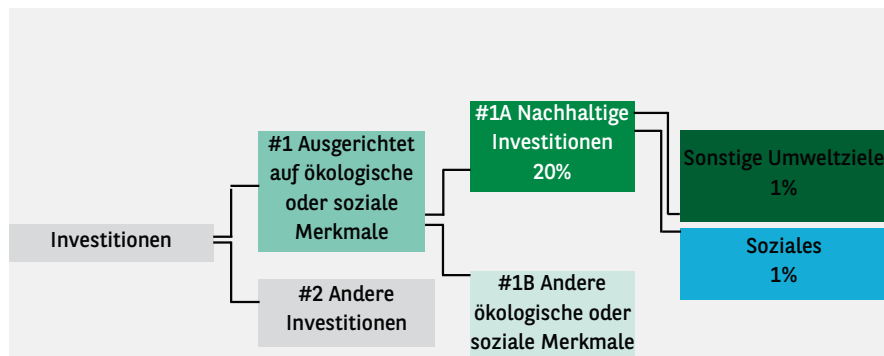 Investitionen
#1 Ausgerichtet
auf ökologische
oder soziale
Merkmale
#2 Andere
Investitionen
#1A Nachhaltige
Investitionen
20%
#1B Andere
ökologische oder
soziale Merkmale
Sonstige Umweltziele
1%
Soziales
1%